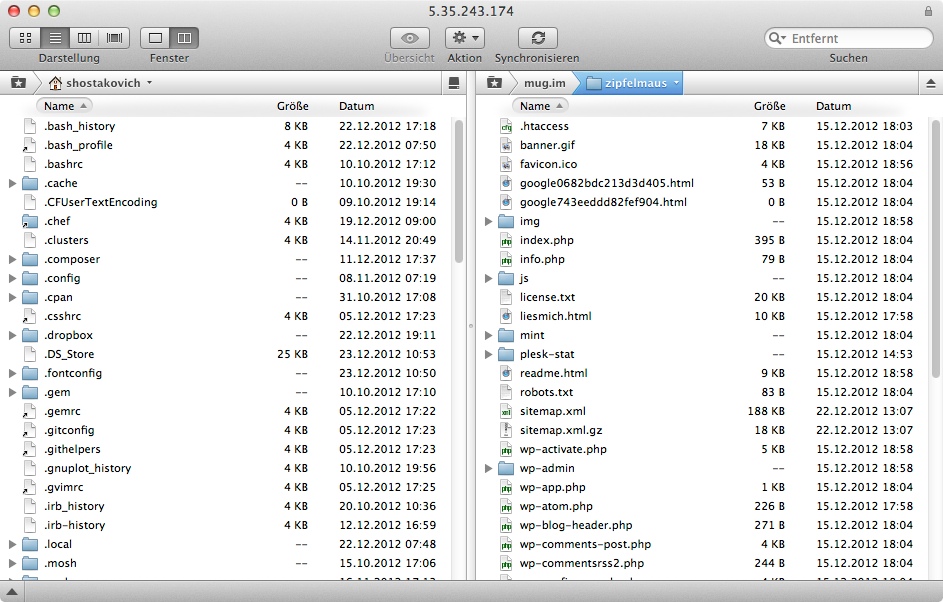 5.35.243.174
Darstellung Fenster Übersicht Aktion Synchronisieren Entfernt Suchen
shostakovich
Name Größe Datum
.bash_history 8 KB 22.12.2012 17:18
.bash_profile 4 KB 22.12.2012 07:50
.bashrc 4 KB 10.10.2012 17:12
.cache -- 10.10.2012 19:30
.CFUserTextEncoding 0 B 09.10.2012 19:14
.chef 4 KB 19.12.2012 09:00
.clusters 4 KB 14.11.2012 20:49
.composer -- 11.12.2012 17:37
.config -- 08.11.2012 07:19
.cpan -- 31.10.2012 17:08
.csshrc 4 KB 05.12.2012 17:23
.dropbox -- 22.12.2012 19:11
.DS_Store 25 KB 23.12.2012 10:53
.fontconfig -- 23.12.2012 10:50
.gem -- 10.10.2012 17:10
.gemrc 4 KB 05.12.2012 17:22
.gitconfig 4 KB 05.12.2012 17:23
.githelpers 4 KB 05.12.2012 17:23
.gnuplot_history 4 KB 10.10.2012 19:56
.gvimrc 4 KB 05.12.2012 17:25
.irb_history 4 KB 20.10.2012 10:36
.irb-history 4 KB 12.12.2012 16:59
.local -- 22.12.2012 07:48
.mosh -- 15.10.2012 17:06
mug.im zipfelmaus
Name Größe Datum
.htaccess 7 KB 15.12.2012 18:03
banner.gif 18 KB 15.12.2012 18:04
favicon.ico 4 KB 15.12.2012 18:56
google0682bdc213d3d405.html 53 B 15.12.2012 18:04
google743eeddd82fef904.html 0 B 15.12.2012 18:04
img -- 15.12.2012 18:58
index.php 395 B 15.12.2012 18:04
info.php 79 B 15.12.2012 18:04
js -- 15.12.2012 18:04
license.txt 20 KB 15.12.2012 18:04
liesmich.html 10 KB 15.12.2012 17:58
mint -- 15.12.2012 18:04
plesk-stat -- 15.12.2012 14:53
readme.html 9 KB 15.12.2012 18:58
robots.txt 83 B 15.12.2012 18:04
sitemap.xml 188 KB 22.12.2012 13:07
sitemap.xml.gz 18 KB 22.12.2012 13:07
wp-activate.php 5 KB 15.12.2012 18:58
wp-admin -- 15.12.2012 18:58
wp-app.php 1 KB 15.12.2012 18:04
wp-atom.php 226 B 15.12.2012 17:58
wp-blog-header.php 271 B 15.12.2012 18:04
wp-comments-post.php 4 KB 15.12.2012 18:04
wp-commentsrss2.php 244 B 15.12.2012 18:04